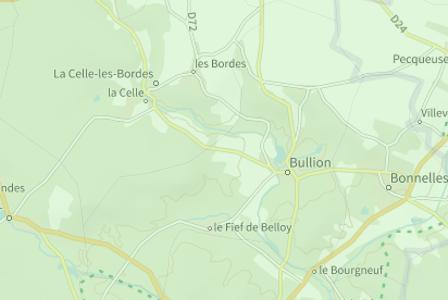 D72
D24
Pecqueuse
les Bordes
La Celle-les-Bordes
la Celle
Bullion
Bonnelles
le Fief de Belloy
le Bourgneuf